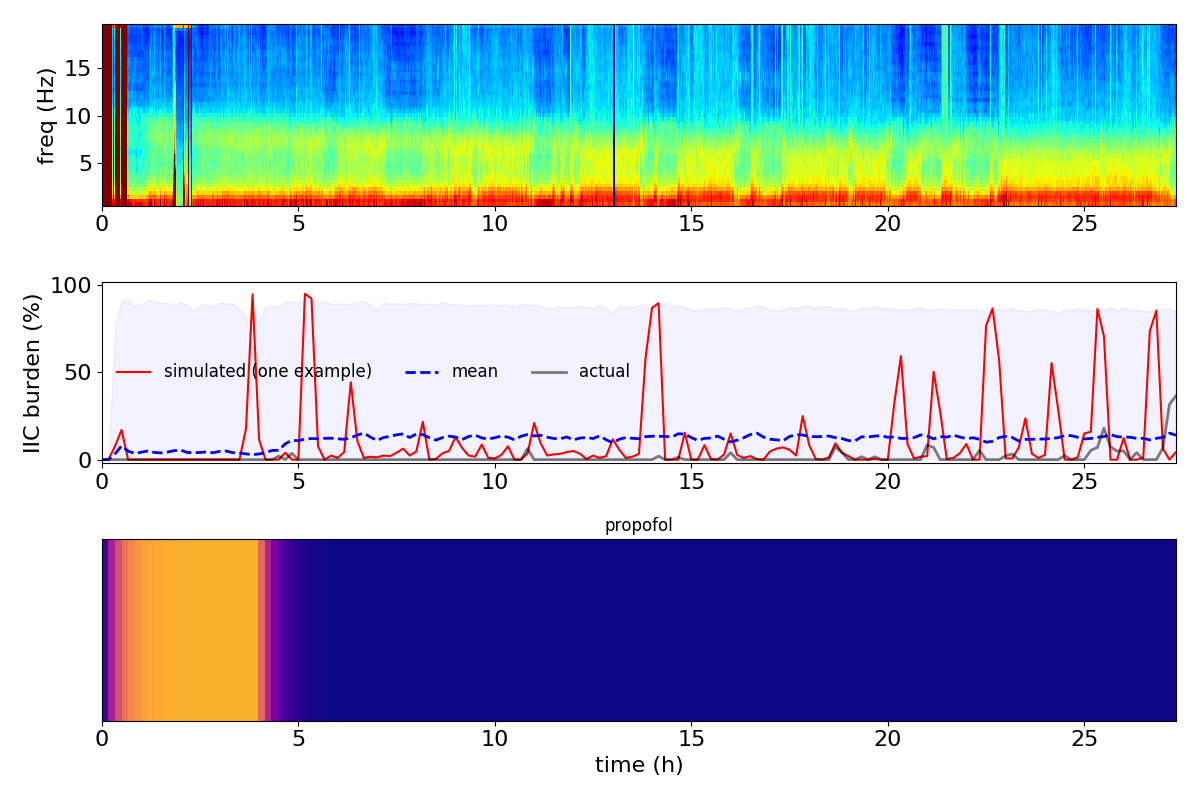 freq (Hz)
15
10
5
0 5 10 15 20 25
IIC burden (%)
100
50
0
simulated (one example) mean actual
0 5 10 15 20 25
propofol
0 5 10 15 20 25
time (h)